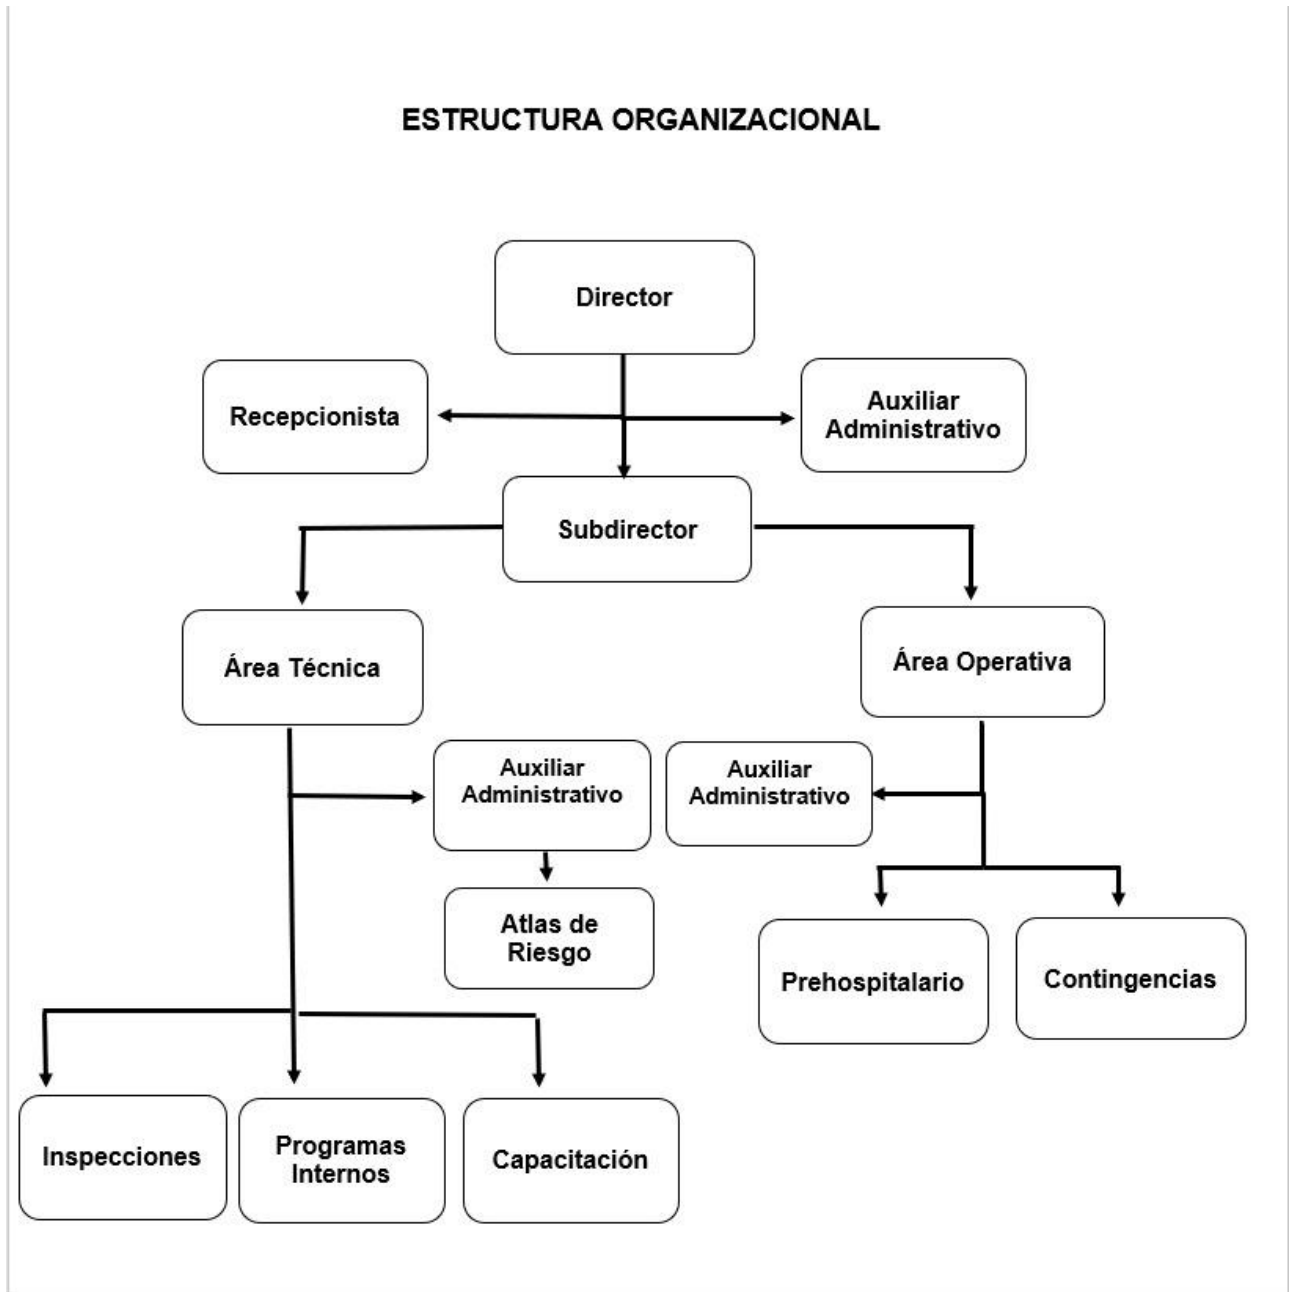 ESTRUCTURA ORGANIZACIONAL
Director
Recepcionista
Auxiliar
Administrativo
Subdirector
Área Técnica
Área Operativa
Auxiliar
Administrativo
Auxiliar
Administrativo
Atlas de
Riesgo
Prehospitalario
Contingencias
Inspecciones
Programas
Internos
Capacitación